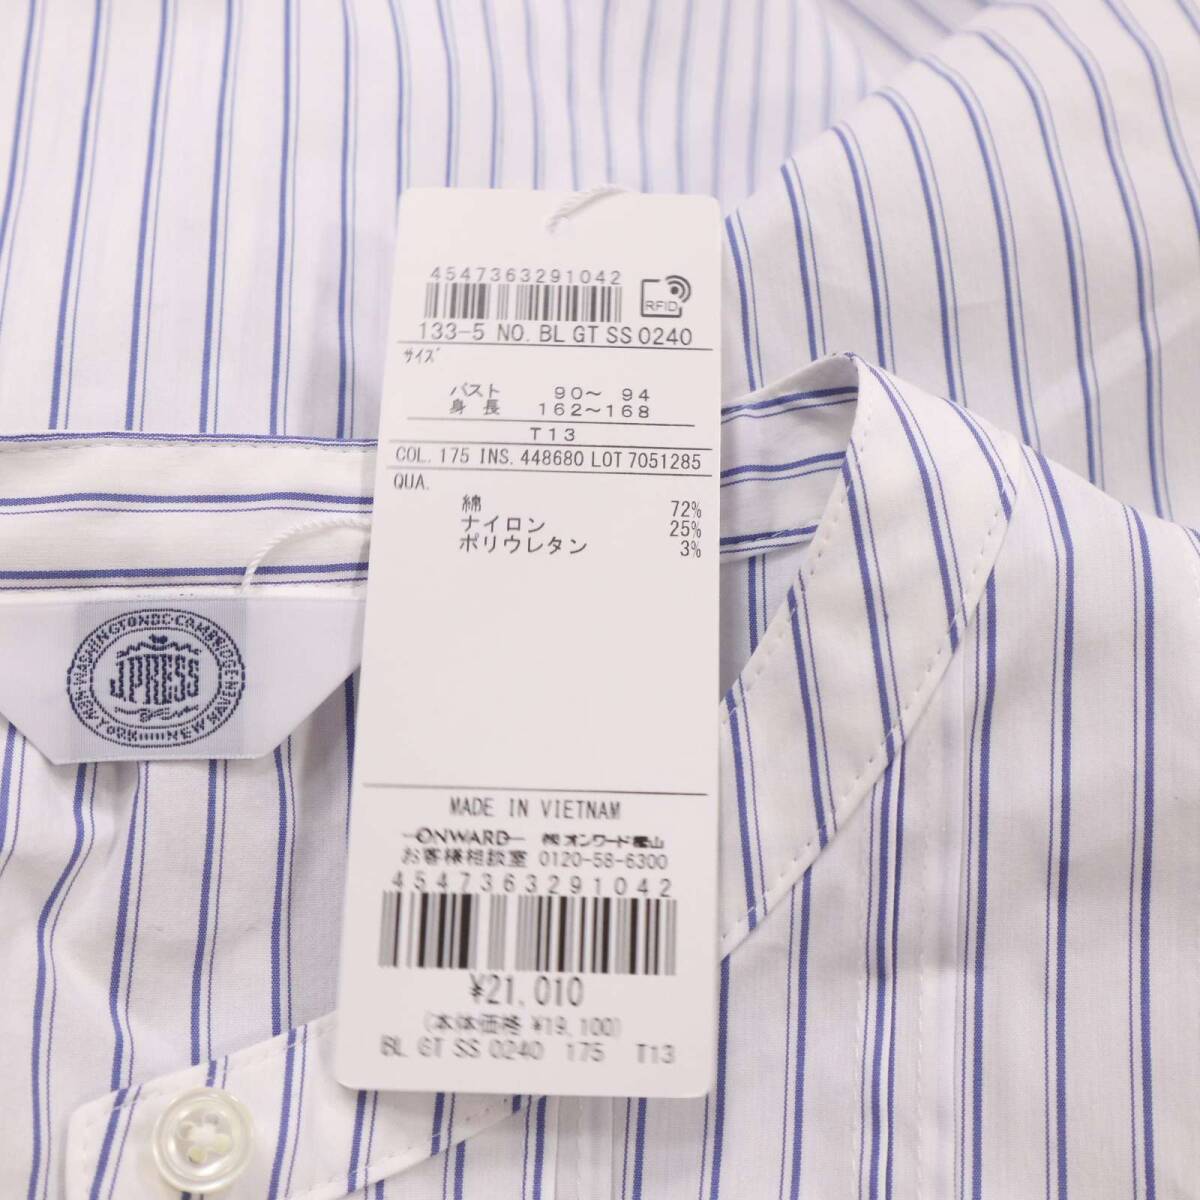 4547363291042
RFID
133-5 NO. BL GT SS 0240
サイズ
バスト 90～ 94
身長 162～168
T13
COL. 175 INS. 448680 LOT 7051285
QUA.
綿 72%
ナイロン 25%
ポリウレタン 3%
MADE IN VIETNAM
ONWARD ㈱オンワード樫山
お客様相談室 0120-58-6300
4547363291042
¥21,010
(本体価格 ¥19,100)
BL GT SS 0240 175 T13
WASHINGTONDC·CAMBRIDGE
J.PRESS
NEW YORK NEW HAVEN